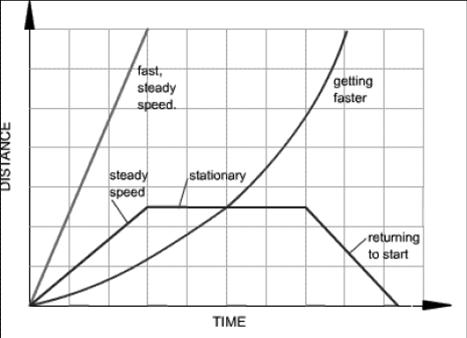 fast,
steady
speed.
getting
faster
steady
speed
stationary
returning
to start
DISTANCE
TIME